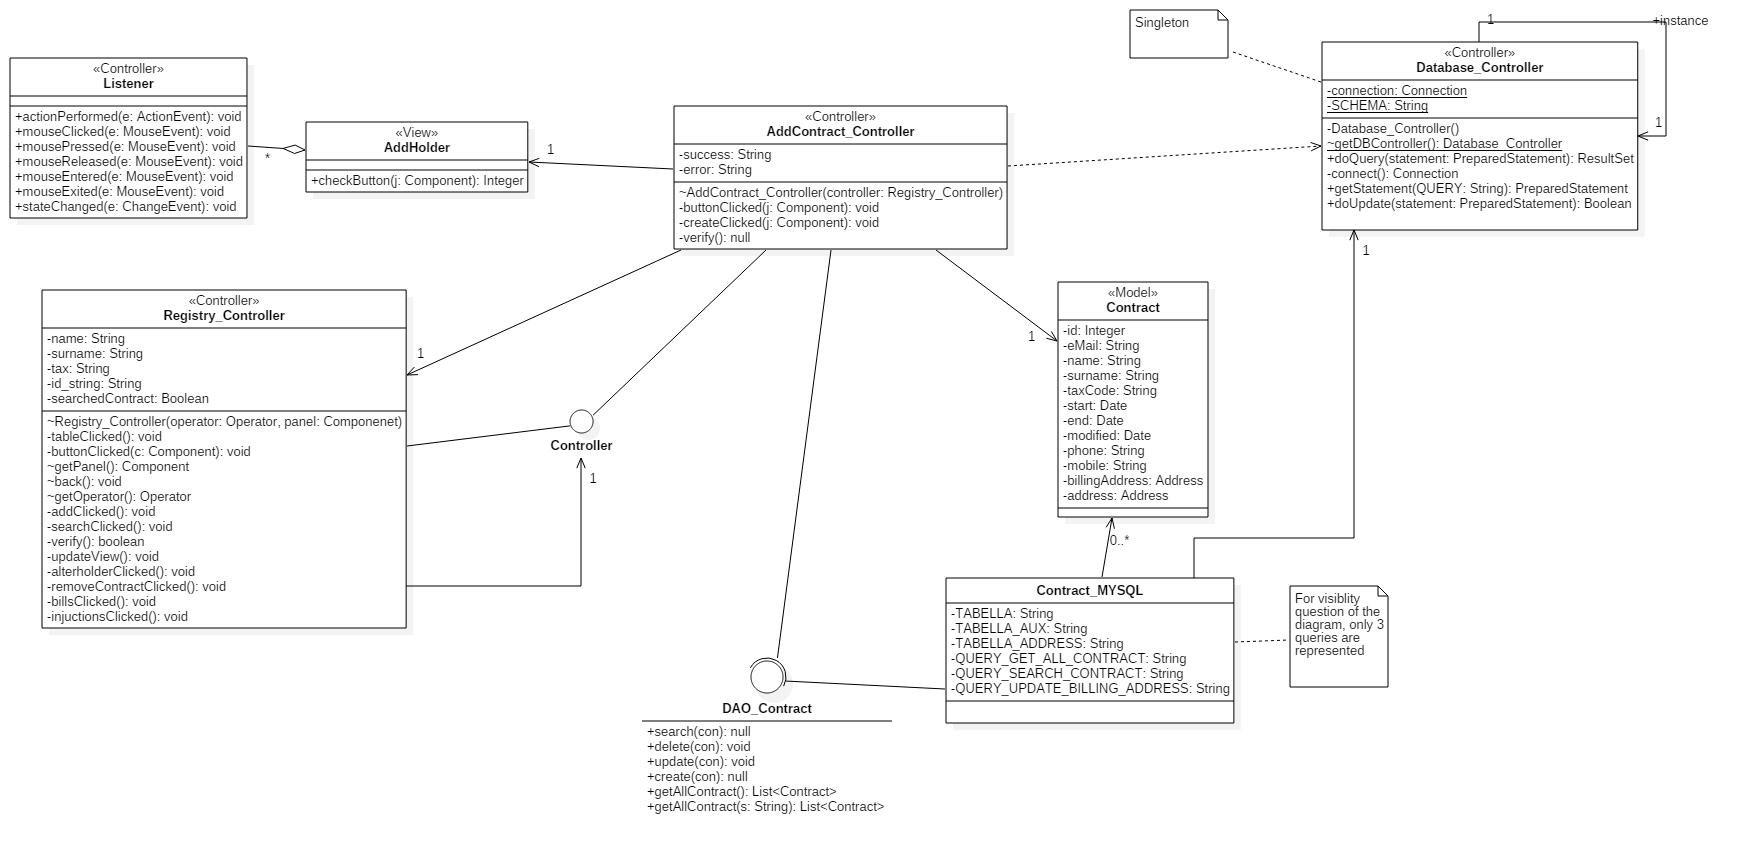 Singleton
1
+instance
«Controller»
Database_Controller
-connection: Connection
-SCHEMA: String
-Database_Controller()
~getDBController(): Database_Controller
+doQuery(statement: PreparedStatement): ResultSet
-connect(): Connection
+getStatement(QUERY: String): PreparedStatement
+doUpdate(statement: PreparedStatement): Boolean
1
1
«Controller»
Listener
+actionPerformed(e: ActionEvent): void
+mouseClicked(e: MouseEvent): void
+mousePressed(e: MouseEvent): void
+mouseReleased(e: MouseEvent): void
+mouseEntered(e: MouseEvent): void
+mouseExited(e: MouseEvent): void
+stateChanged(e: ChangeEvent): void
*
«View»
AddHolder
+checkButton(j: Component): Integer
1
«Controller»
AddContract_Controller
-success: String
-error: String
~AddContract_Controller(controller: Registry_Controller)
-buttonClicked(j: Component): void
-createClicked(j: Component): void
-verify(): null
«Controller»
Registry_Controller
-name: String
-surname: String
-tax: String
-id_string: String
-searchedContract: Boolean
~Registry_Controller(operator: Operator, panel: Componenet)
-tableClicked(): void
-buttonClicked(c: Component): void
~getPanel(): Component
~back(): void
~getOperator(): Operator
-addClicked(): void
-searchClicked(): void
-verify(): boolean
-updateView(): void
-alterholderClicked(): void
-removeContractClicked(): void
-billsClicked(): void
-injuctionsClicked(): void
1
Controller
1
1
«Model»
Contract
-id: Integer
-eMail: String
-name: String
-surname: String
-taxCode: String
-start: Date
-end: Date
-modified: Date
-phone: String
-mobile: String
-billingAddress: Address
-address: Address
0..*
Contract_MYSQL
-TABELLA: String
-TABELLA_AUX: String
-TABELLA_ADDRESS: String
-QUERY_GET_ALL_CONTRACT: String
-QUERY_SEARCH_CONTRACT: String
-QUERY_UPDATE_BILLING_ADDRESS: String
For visiblity
question of the
diagram, only 3
queries are
represented
DAO_Contract
+search(con): null
+delete(con): void
+update(con): void
+create(con): null
+getAllContract(): List<Contract>
+getAllContract(s: String): List<Contract>